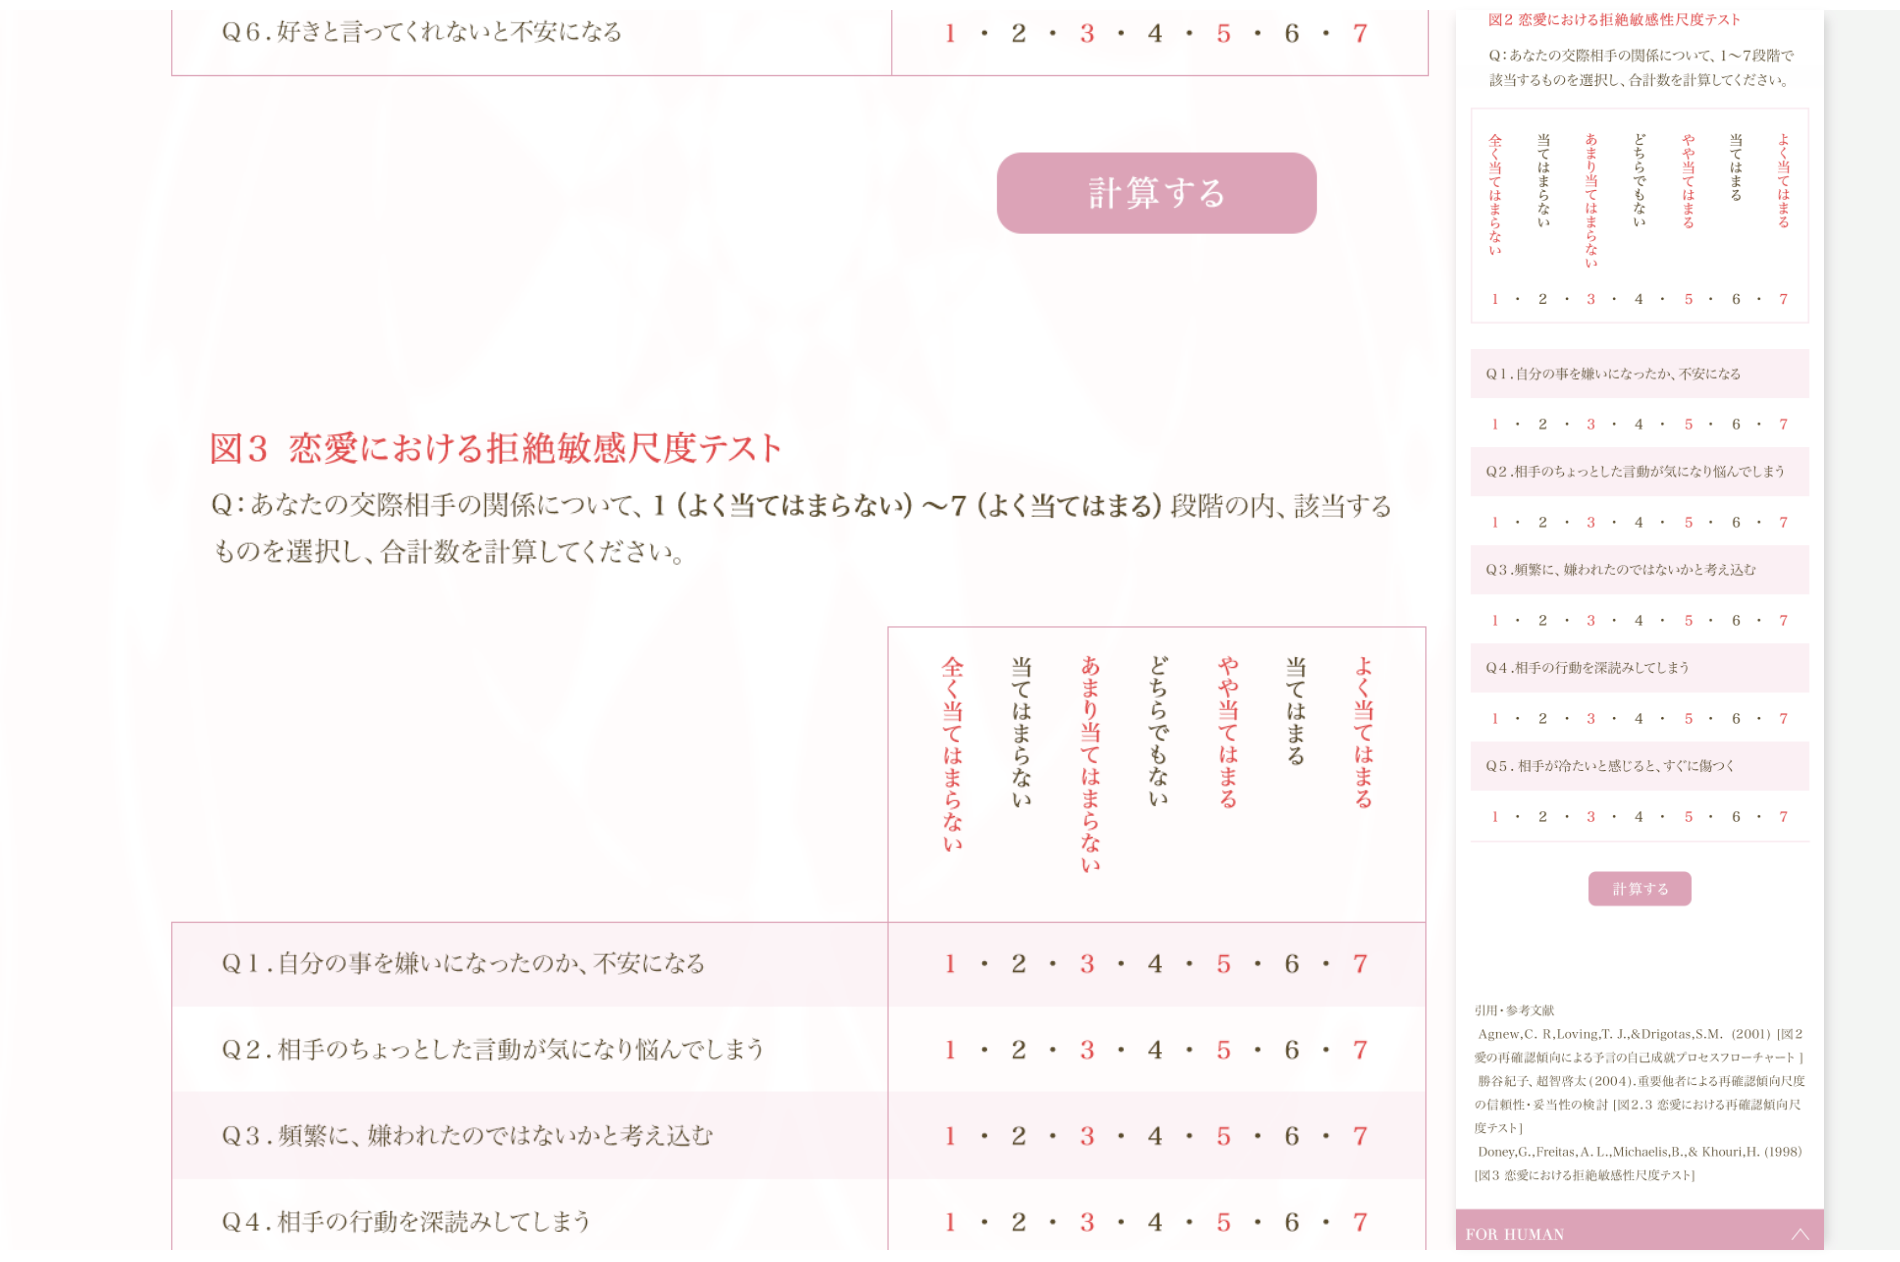 Q6.好きと言ってくれないと不安になる
1・2・3・4・5・6・7
計算する
図3 恋愛における拒絶敏感尺度テスト
Q:あなたの交際相手の関係について、1(よく当てはまらない)〜7(よく当てはまる)段階の内、該当する
ものを選択し、合計数を計算してください。
全く当てはまらない
当てはまらない
あまり当てはまらない
どちらでもない
やや当てはまる
当てはまる
よく当てはまる
Q1.自分の事を嫌いになったのか、不安になる
1・2・3・4・5・6・7
Q2.相手のちょっとした言動が気になり悩んでしまう
1・2・3・4・5・6・7
Q3.頻繁に、嫌われたのではないかと考え込む
1・2・3・4・5・6・7
Q4.相手の行動を深読みしてしまう
1・2・3・4・5・6・7
図2 恋愛における拒絶敏感性尺度テスト
Q:あなたの交際相手の関係について、1〜7段階で
該当するものを選択し、合計数を計算してください。
全く当てはまらない
当てはまらない
あまり当てはまらない
どちらでもない
やや当てはまる
当てはまる
よく当てはまる
1・2・3・4・5・6・7
Q1.自分の事を嫌いになったか、不安になる
1・2・3・4・5・6・7
Q2.相手のちょっとした言動が気になり悩んでしまう
1・2・3・4・5・6・7
Q3.頻繁に、嫌われたのではないかと考え込む
1・2・3・4・5・6・7
Q4.相手の行動を深読みしてしまう
1・2・3・4・5・6・7
Q5.相手が冷たいと感じると、すぐに傷つく
1・2・3・4・5・6・7
計算する
引用・参考文献
Agnew,C. R,Loving,T. J.,&Drigotas,S.M. (2001) [図2
愛の再確認傾向による予言の自己成就プロセスフローチャート ]
勝谷紀子、超智啓太(2004).重要他者による再確認傾向尺度
の信頼性・妥当性の検討 [図2.3 恋愛における再確認傾向尺
度テスト]
Doney,G.,Freitas,A. L.,Michaelis,B.,& Khouri,H. (1998)
[図3 恋愛における拒絶敏感性尺度テスト]
FOR HUMAN